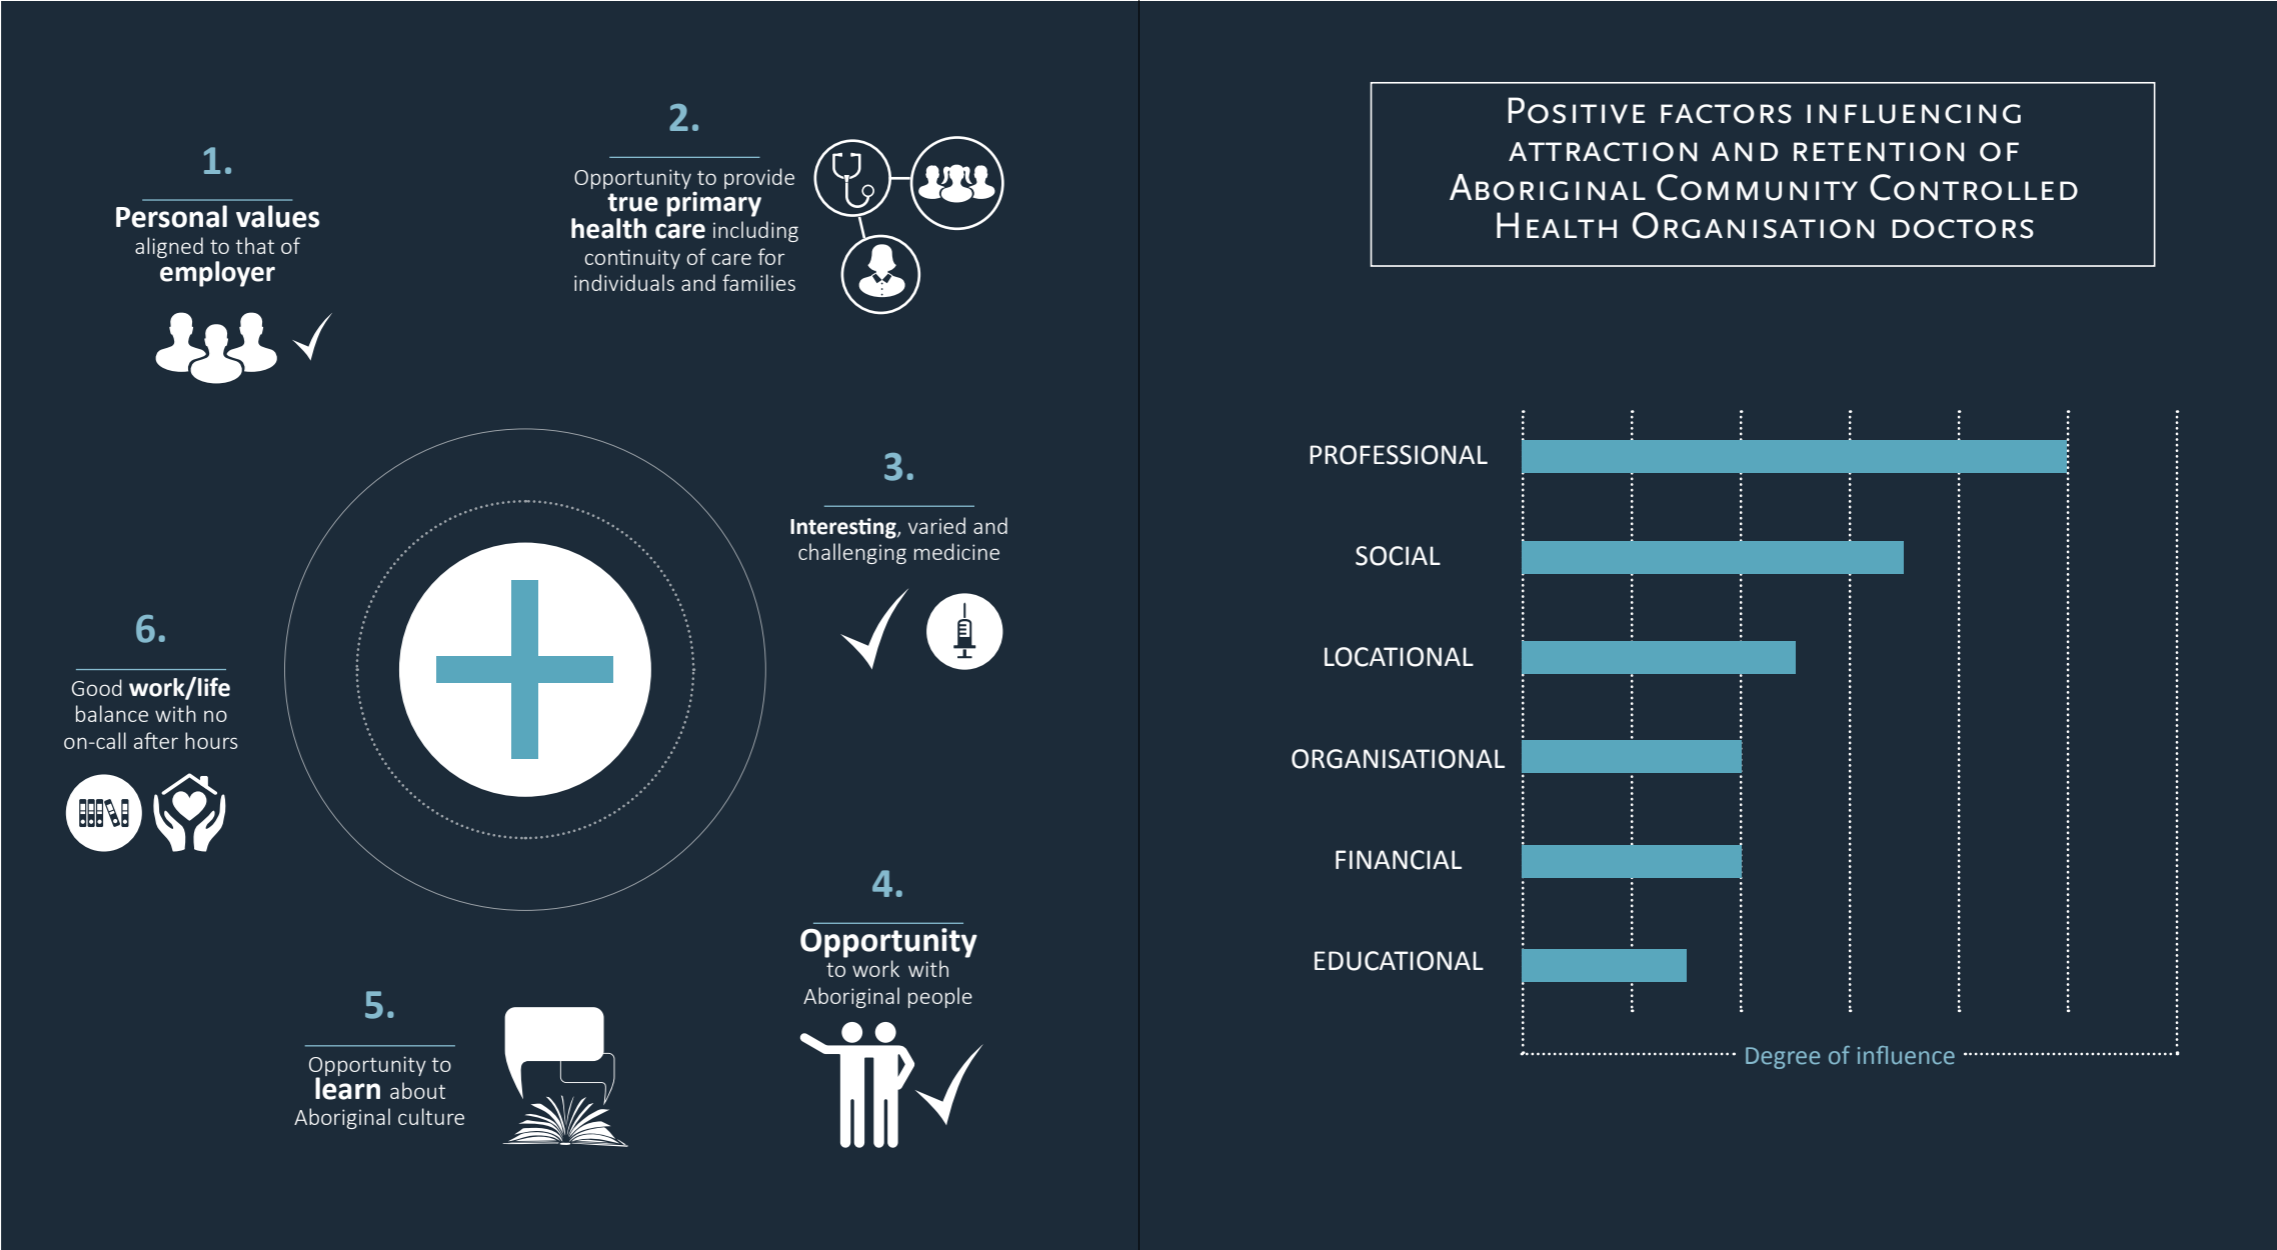 1.
Personal values
aligned to that of
employer
2.
Opportunity to provide
true primary
health care including
continuity of care for
individuals and families
3.
Interesting, varied and
challenging medicine
6.
Good work/life
balance with no
on-call after hours
4.
Opportunity
to work with
Aboriginal people
5.
Opportunity to
learn about
Aboriginal culture
Positive factors influencing
attraction and retention of
Aboriginal Community Controlled
Health Organisation doctors
PROFESSIONAL
SOCIAL
LOCATIONAL
ORGANISATIONAL
FINANCIAL
EDUCATIONAL
Degree of influence